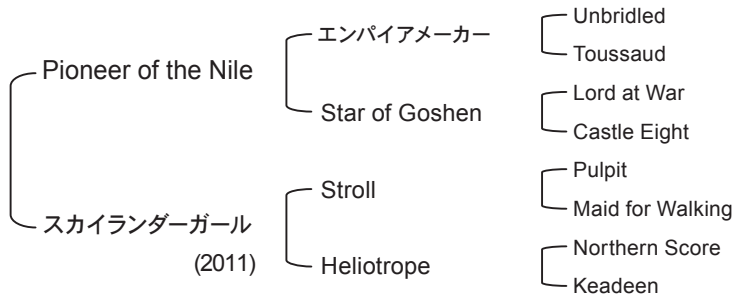 Pioneer of the Nile
エンパイアメーカー
Unbridled
Toussaud
Star of Goshen
Lord at War
Castle Eight
スカイランダーガール
(2011)
Stroll
Pulpit
Maid for Walking
Heliotrope
Northern Score
Keadeen